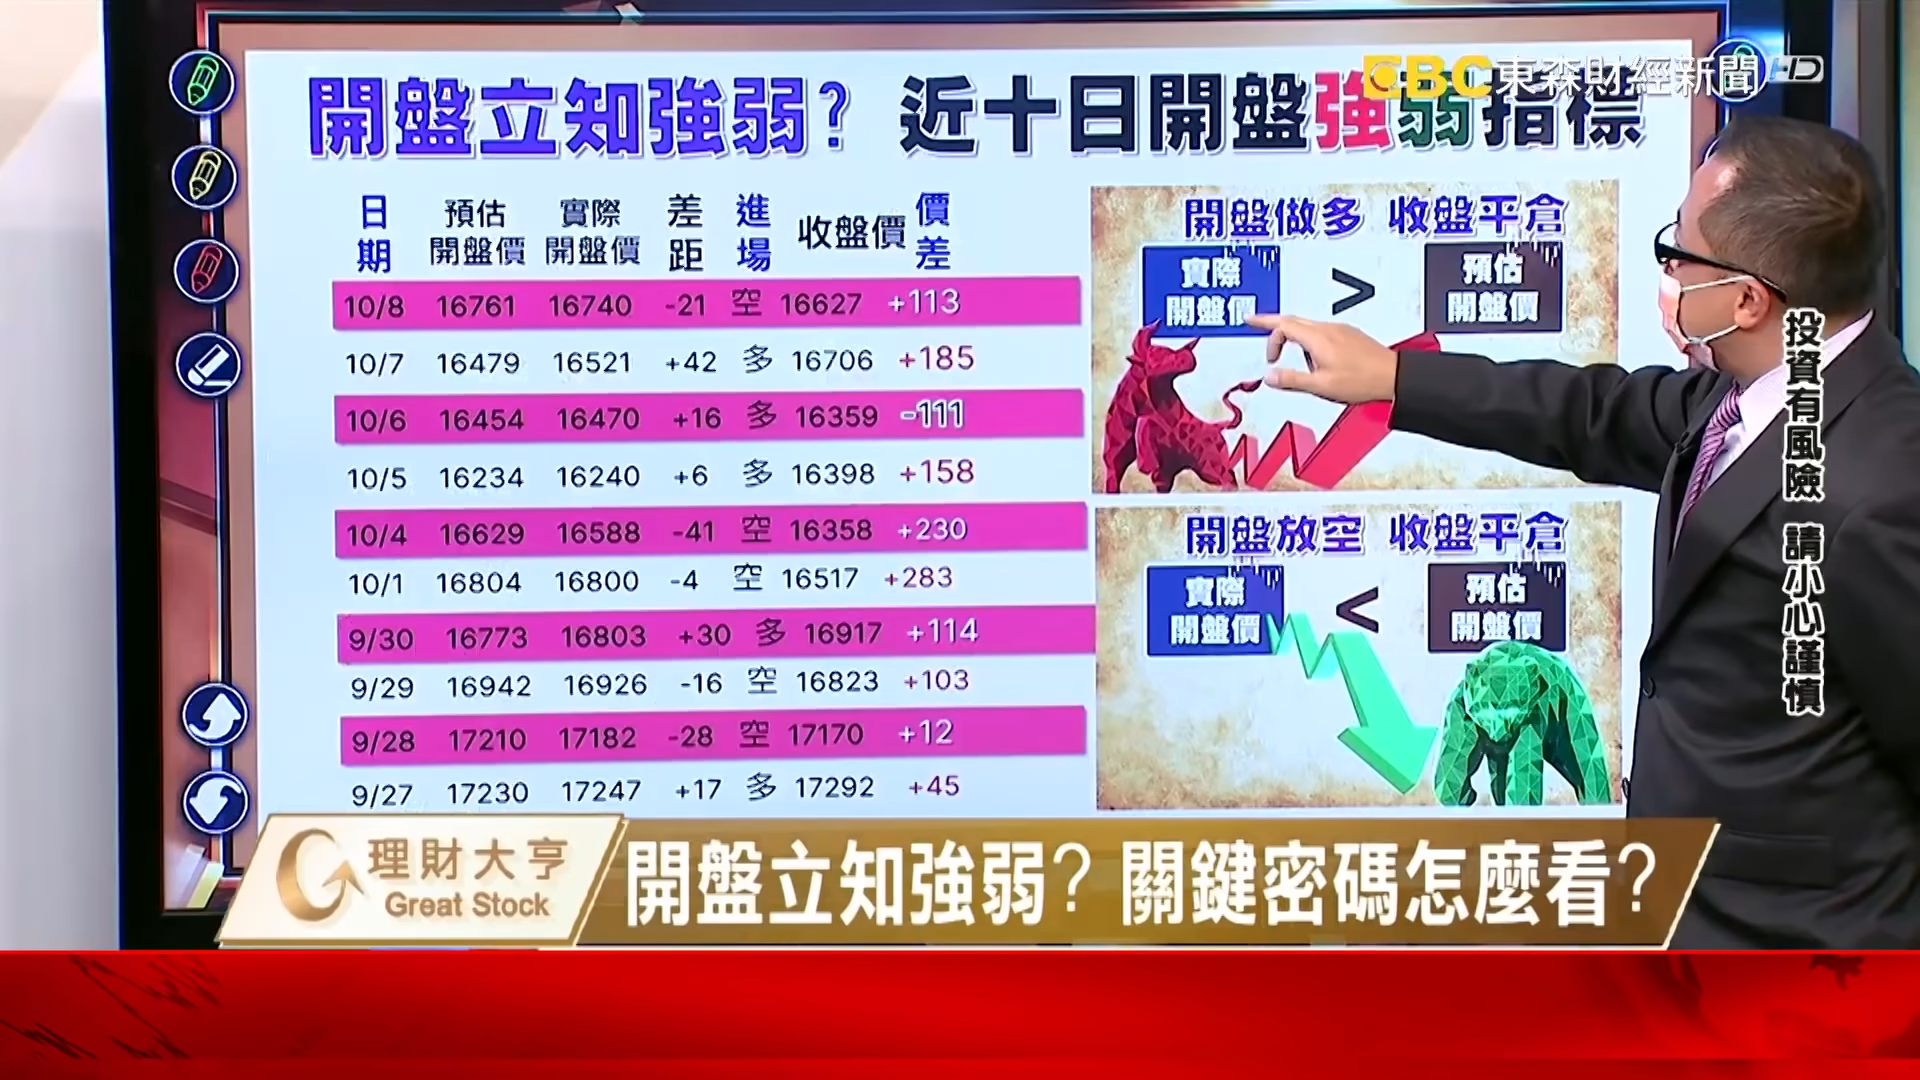 EBC 東森財經新聞 HD
開盤立知強弱? 近十日開盤強弱指標
日期 預估開盤價 實際開盤價 差距 進場 收盤價 價差
10/8 16761 16740 -21 空 16627 +113
10/7 16479 16521 +42 多 16706 +185
10/6 16454 16470 +16 多 16359 -111
10/5 16234 16240 +6 多 16398 +158
10/4 16629 16588 -41 空 16358 +230
10/1 16804 16800 -4 空 16517 +283
9/30 16773 16803 +30 多 16917 +114
9/29 16942 16926 -16 空 16823 +103
9/28 17210 17182 -28 空 17170 +12
9/27 17230 17247 +17 多 17292 +45
開盤做多 收盤平倉
實際開盤價 > 預估開盤價
開盤放空 收盤平倉
實際開盤價 < 預估開盤價
投資有風險 請小心謹慎
理財大亨
Great Stock
開盤立知強弱? 關鍵密碼怎麼看?